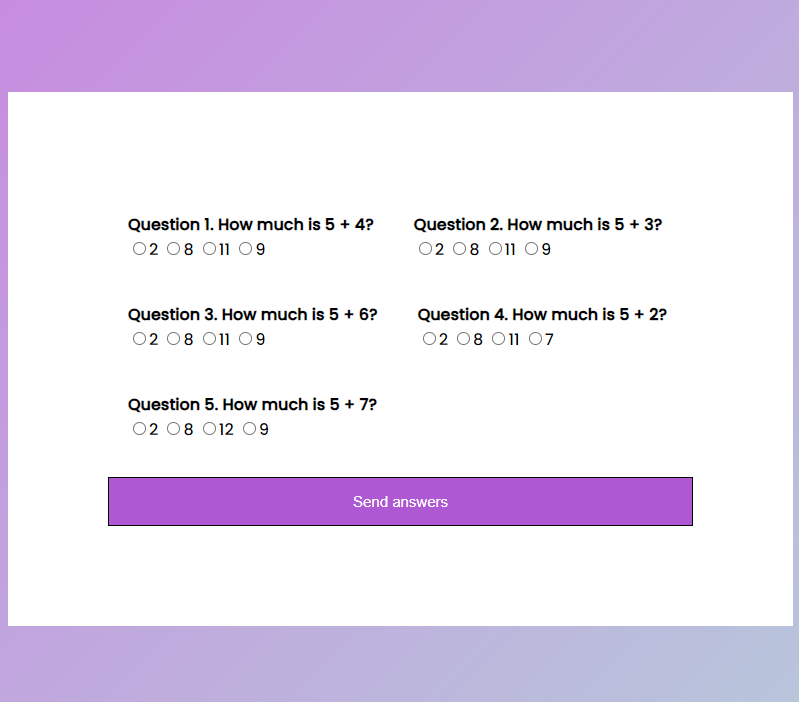 Question 1. How much is 5 + 4?
2 8 11 9
Question 2. How much is 5 + 3?
2 8 11 9
Question 3. How much is 5 + 6?
2 8 11 9
Question 4. How much is 5 + 2?
2 8 11 7
Question 5. How much is 5 + 7?
2 8 12 9
Send answers